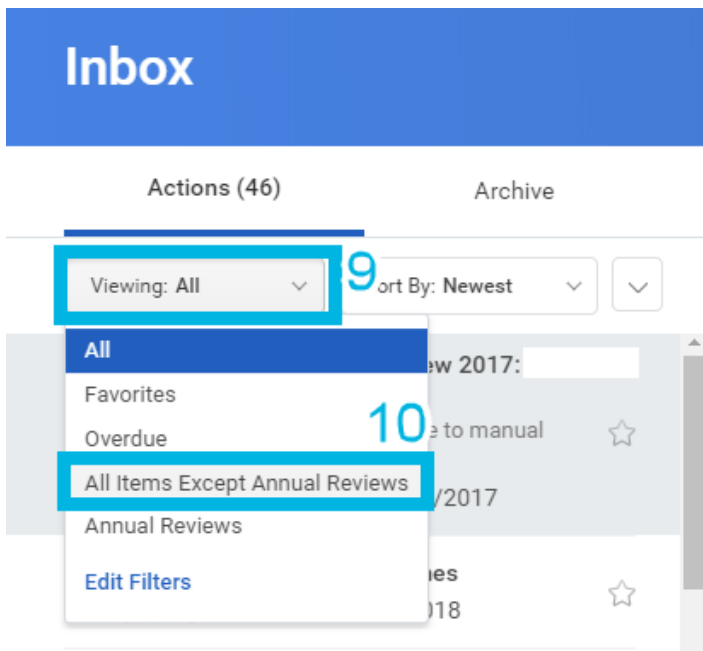 Inbox
Actions (46)
Archive
Viewing: All
9
ort By: Newest
All
ew 2017:
Favorites
10
e to manual
Overdue
All Items Except Annual Reviews
/2017
Annual Reviews
Edit Filters
es
018